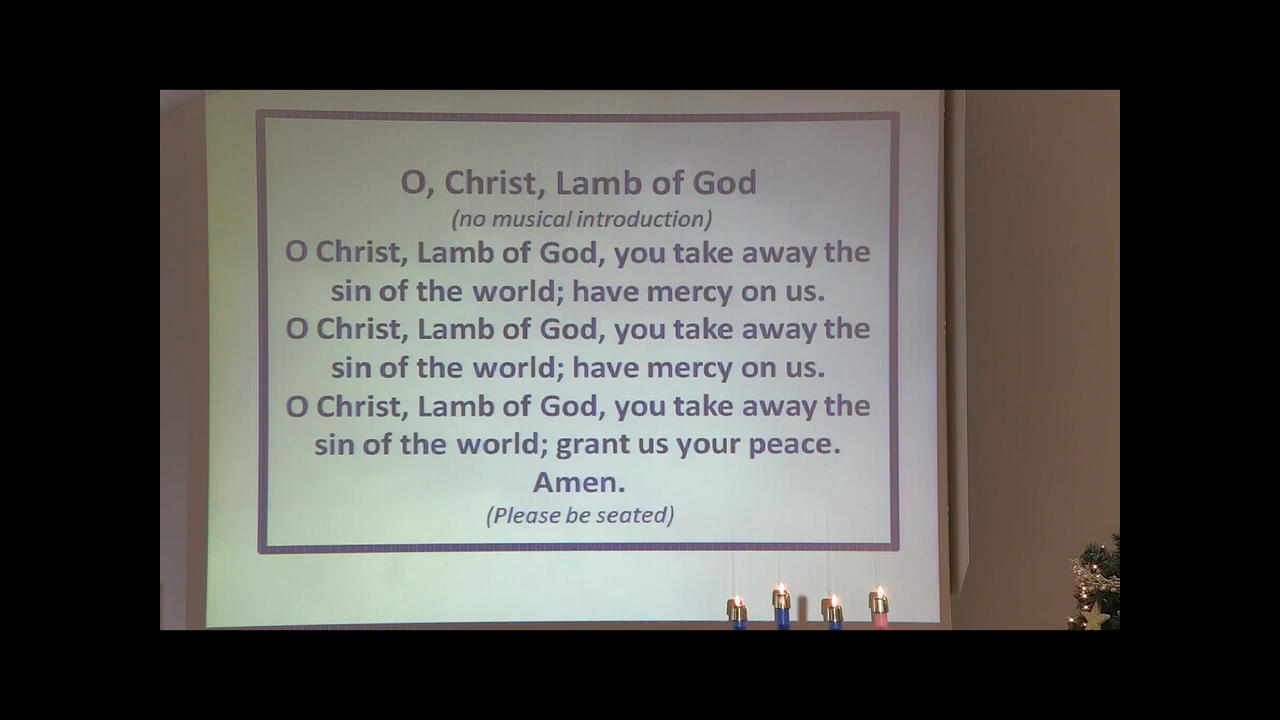 O, Christ, Lamb of God
(no musical introduction)
O Christ, Lamb of God, you take away the
sin of the world; have mercy on us.
O Christ, Lamb of God, you take away the
sin of the world; have mercy on us.
O Christ, Lamb of God, you take away the
sin of the world; grant us your peace.
Amen.
(Please be seated)